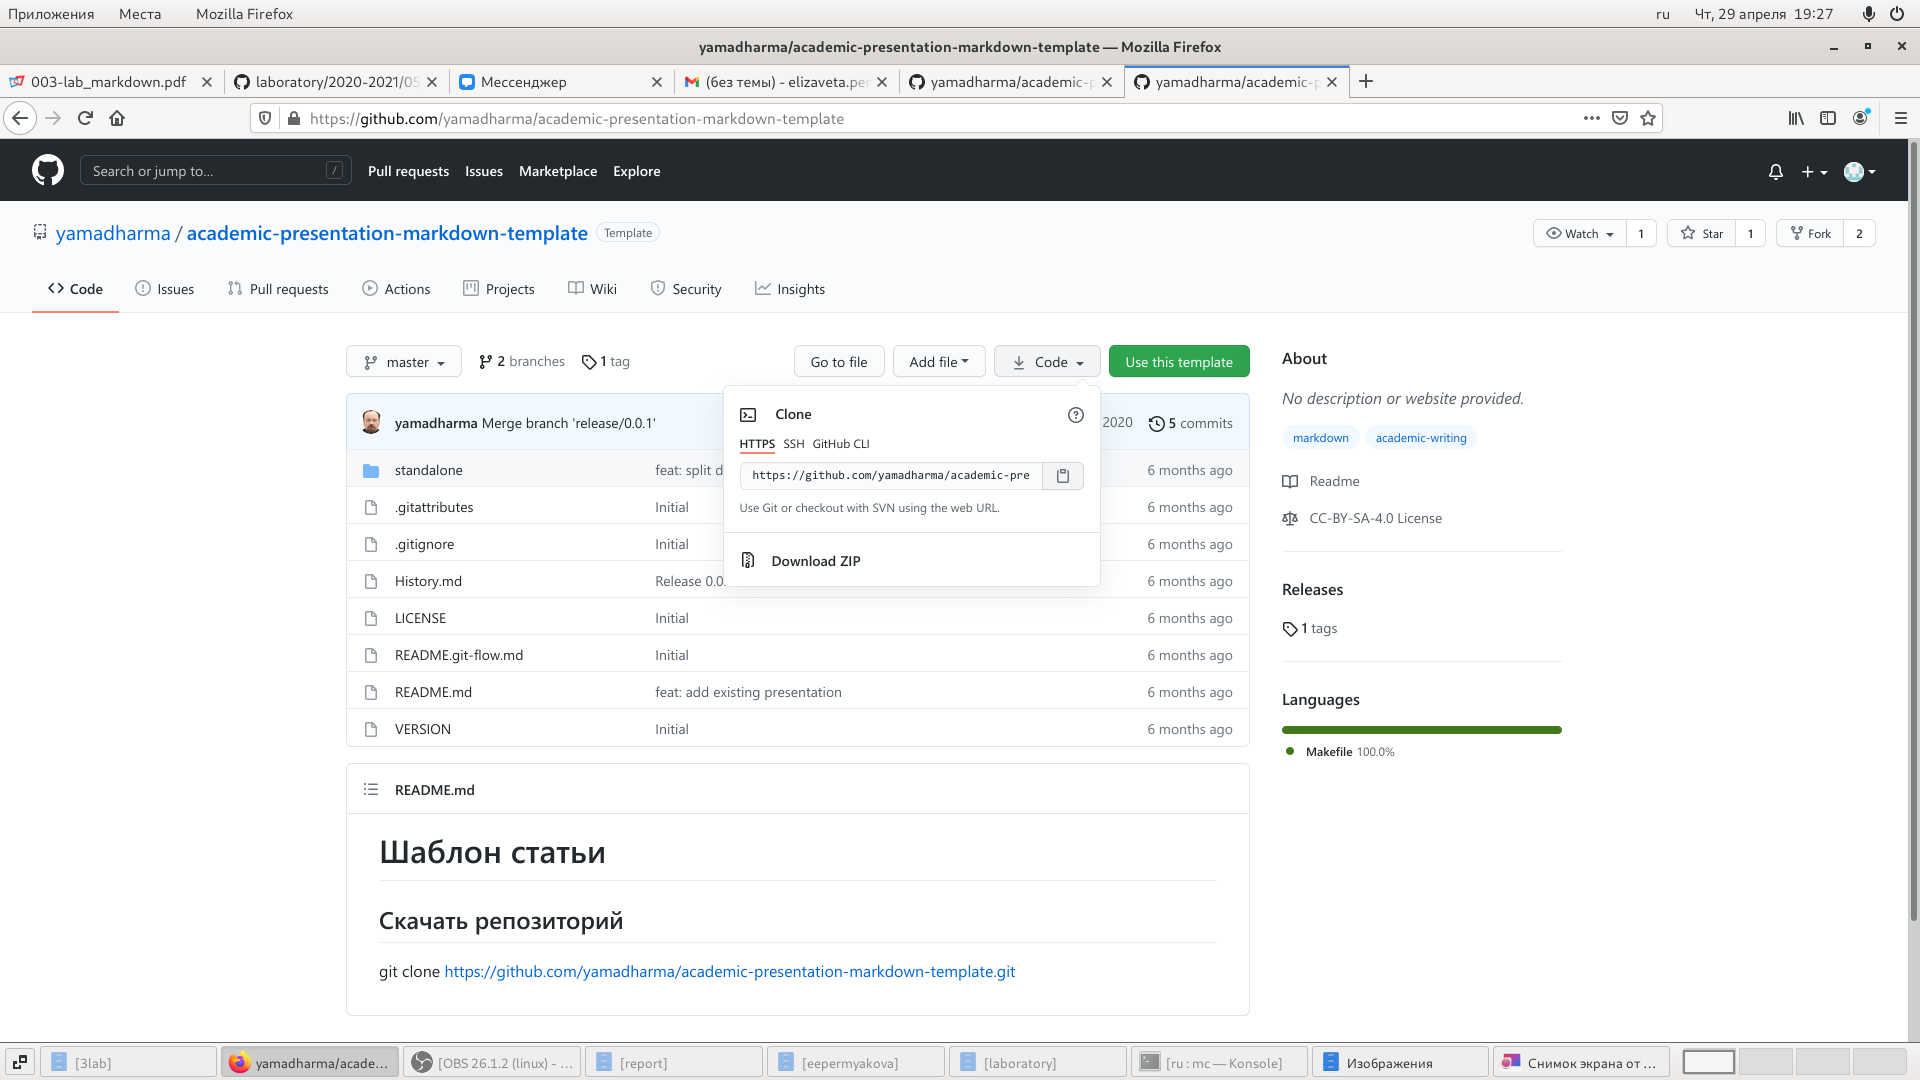 Приложения Места Mozilla Firefox ru Чт, 29 апреля 19:27
yamadharma/academic-presentation-markdown-template — Mozilla Firefox
003-lab_markdown.pdf laboratory/2020-2021/05 Мессенджер (без темы) - elizaveta.per yamadharma/academic-p yamadharma/academic-p
https://github.com/yamadharma/academic-presentation-markdown-template
Search or jump to... / Pull requests Issues Marketplace Explore
yamadharma / academic-presentation-markdown-template Template Watch 1 Star 1 Fork 2
Code Issues Pull requests Actions Projects Wiki Security Insights
master 2 branches 1 tag Go to file Add file Code Use this template
About
No description or website provided.
markdown academic-writing
Readme
CC-BY-SA-4.0 License
Releases
1 tags
Languages
Makefile 100.0%
Clone
HTTPS SSH GitHub CLI
https://github.com/yamadharma/academic-pre
Use Git or checkout with SVN using the web URL.
Download ZIP
yamadharma Merge branch 'release/0.0.1' 2020 5 commits
standalone feat: split d 6 months ago
.gitattributes Initial 6 months ago
.gitignore Initial 6 months ago
History.md Release 0.0. 6 months ago
LICENSE Initial 6 months ago
README.git-flow.md Initial 6 months ago
README.md feat: add existing presentation 6 months ago
VERSION Initial 6 months ago
README.md
Шаблон статьи
Скачать репозиторий
git clone https://github.com/yamadharma/academic-presentation-markdown-template.git
[3lab] yamadharma/acade... [OBS 26.1.2 (linux) - ... [report] [eepermyakova] [laboratory] [ru : mc — Konsole] Изображения Снимок экрана от ...